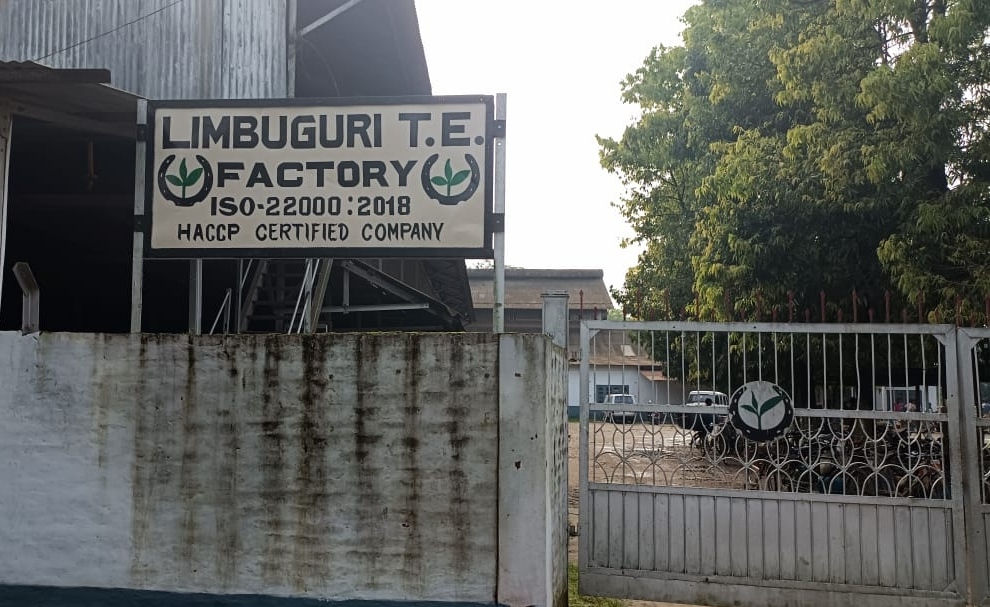 LIMBUGURI T.E.
FACTORY
ISO-22000:2018
HACCP CERTIFIED COMPANY